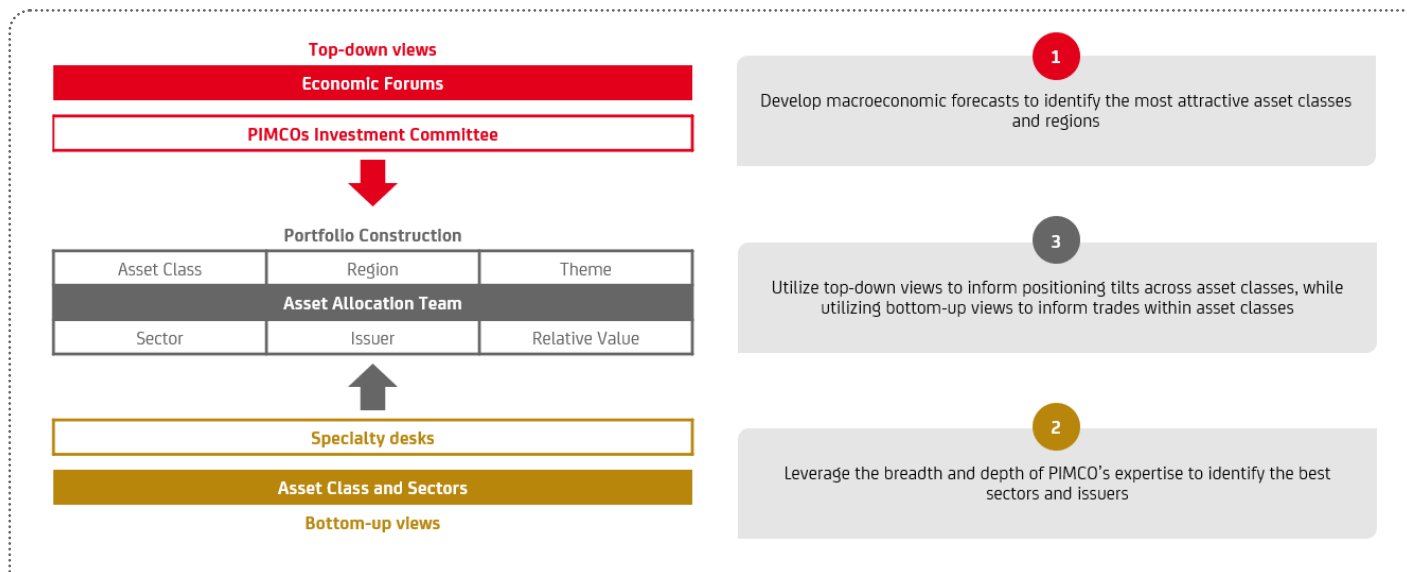 Top-down views
Economic Forums
PIMCOs Investment Committee
Portfolio Construction
Asset Class Region Theme
Asset Allocation Team
Sector Issuer Relative Value
Specialty desks
Asset Class and Sectors
Bottom-up views
1
Develop macroeconomic forecasts to identify the most attractive asset classes
and regions
3
Utilize top-down views to inform positioning tilts across asset classes, while
utilizing bottom-up views to inform trades within asset classes
2
Leverage the breadth and depth of PIMCO's expertise to identify the best
sectors and issuers